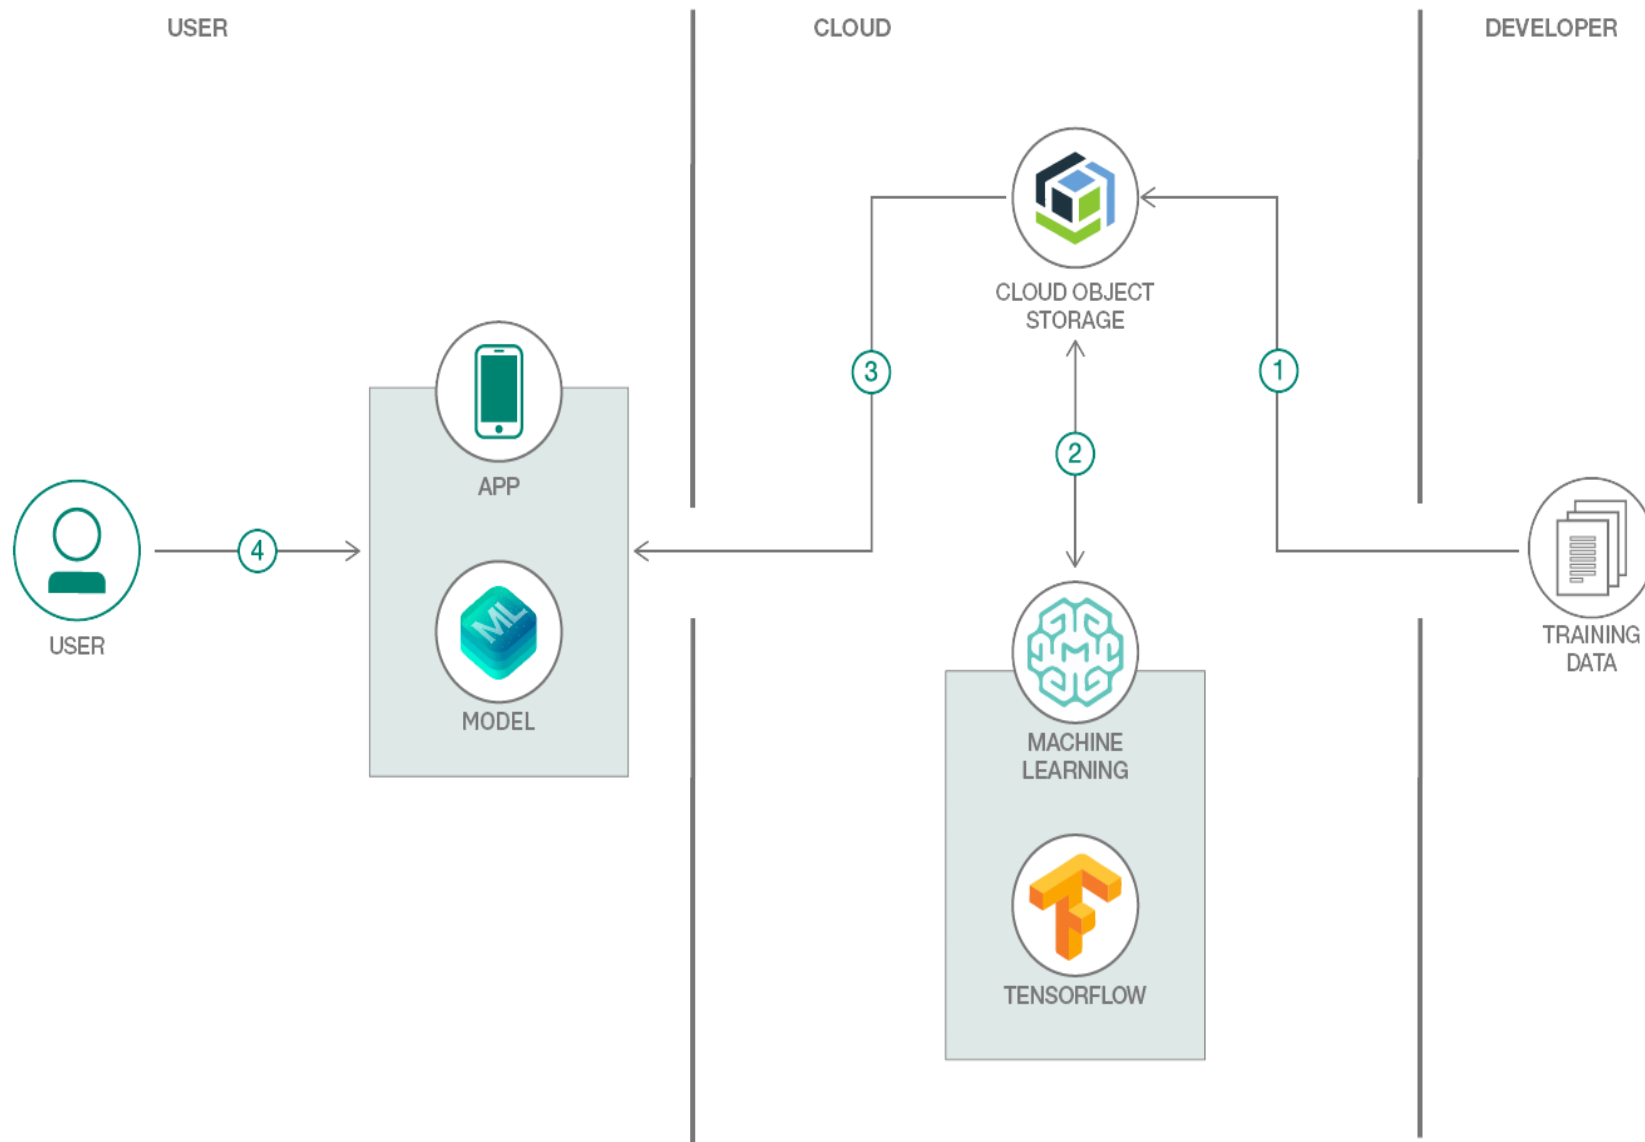 USER
CLOUD
DEVELOPER
CLOUD OBJECT
STORAGE
3
1
APP
2
4
USER
ML
MODEL
TRAINING
DATA
MACHINE
LEARNING
TENSORFLOW